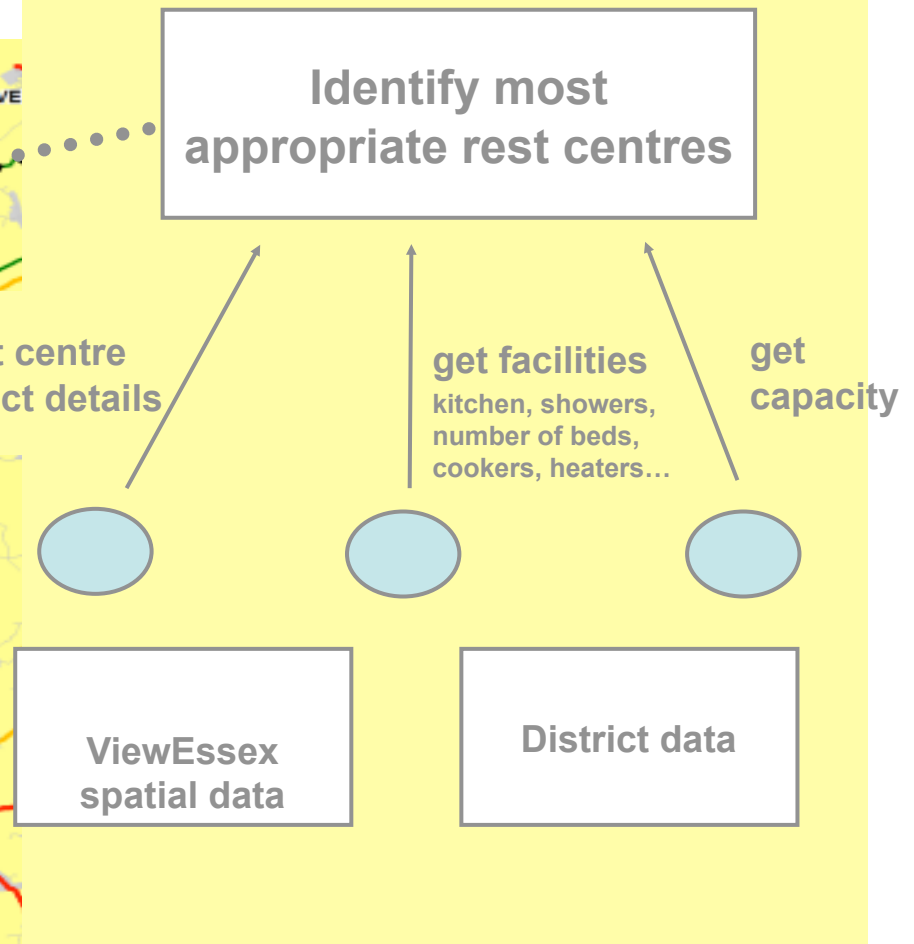 Identify most
appropriate rest centres
centre
details
get facilities
kitchen, showers,
number of beds,
cookers, heaters…
get
capacity
ViewEssex
spatial data
District data